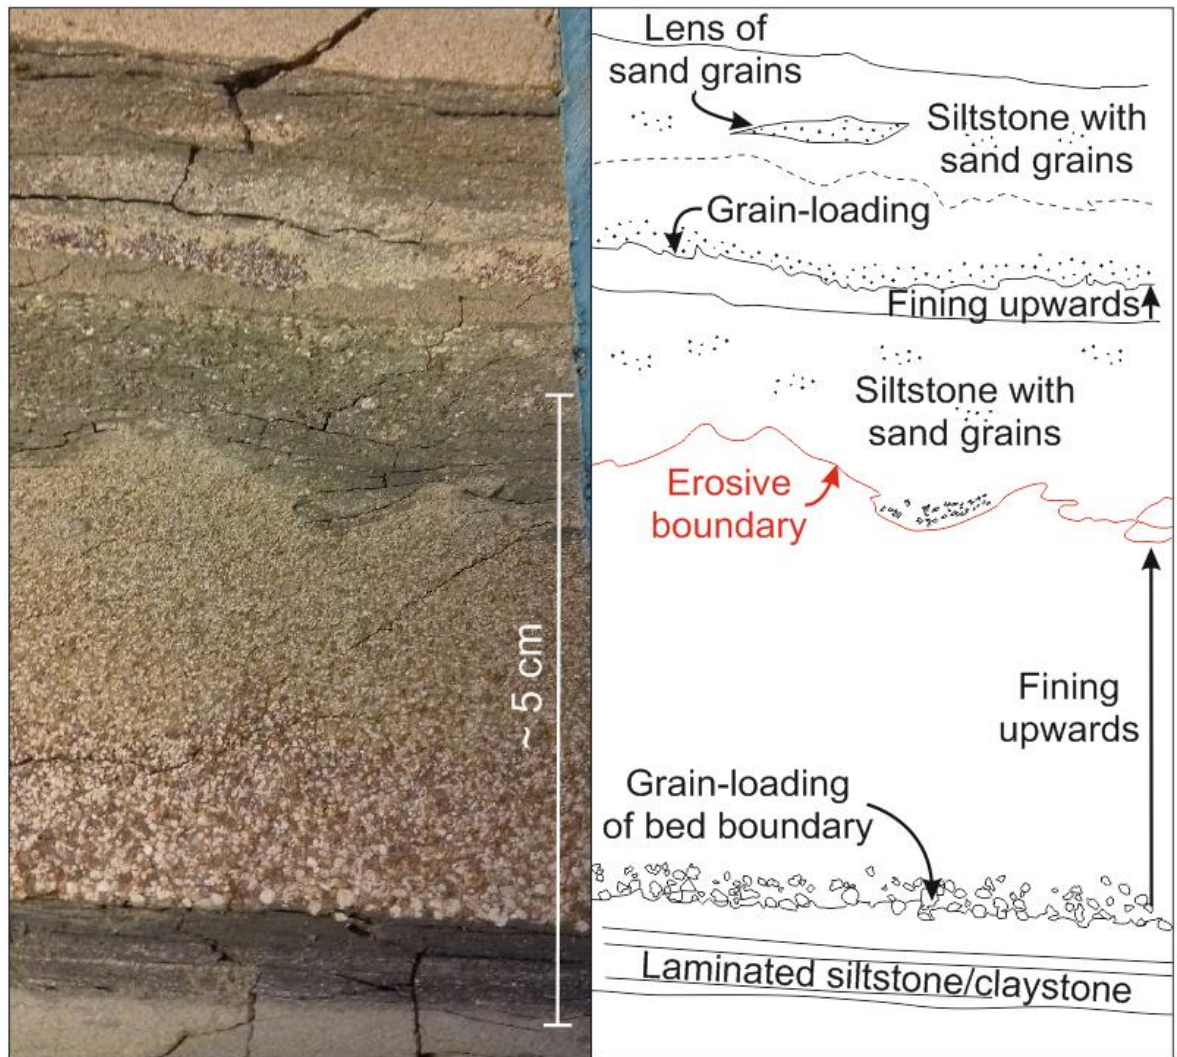 Lens of
sand grains
Siltstone with
sand grains
Grain-loading
Fining upwards
Siltstone with
sand grains
Erosive
boundary
~ 5 cm
Fining
upwards
Grain-loading
of bed boundary
Laminated siltstone/claystone